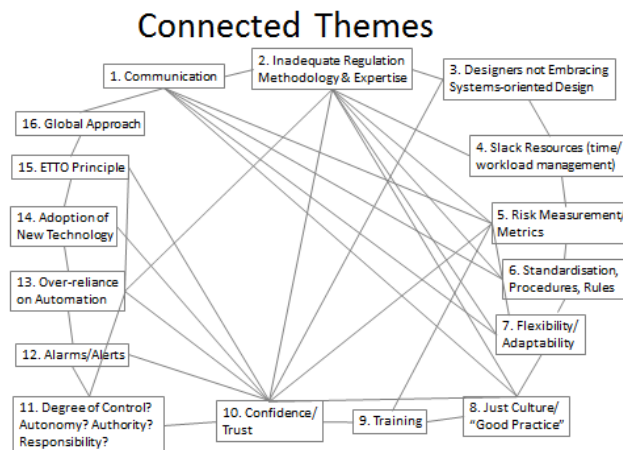 Connected Themes
1. Communication
2. Inadequate Regulation
Methodology & Expertise
3. Designers not Embracing
Systems-oriented Design
16. Global Approach
4. Slack Resources (time/
workload management)
15. ETTO Principle
14. Adoption of
New Technology
5. Risk Measurement/
Metrics
13. Over-reliance
on Automation
6. Standardisation,
Procedures, Rules
7. Flexibility/
Adaptability
12. Alarms/Alerts
11. Degree of Control?
Autonomy? Authority?
Responsibility?
10. Confidence/
Trust
9. Training
8. Just Culture/
“Good Practice”